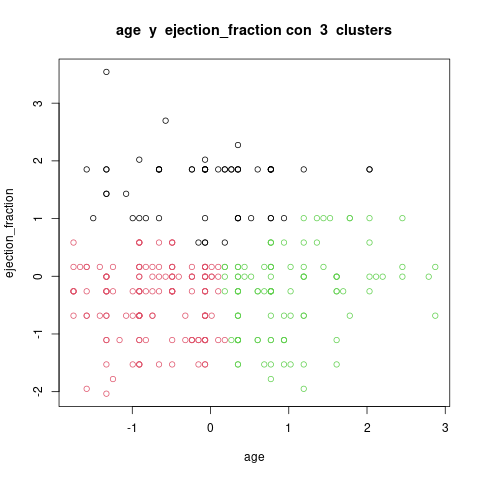 age y ejection_fraction con 3 clusters
ejection_fraction
3
2
1
0
-1
-2
-1 0 1 2 3
age